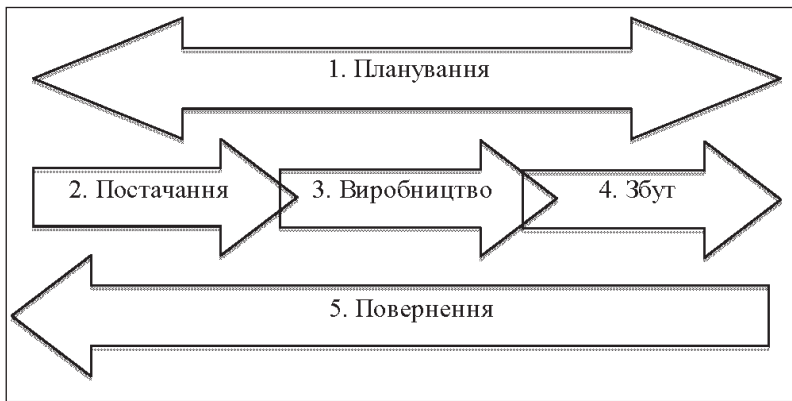 1. Планування
2. Постачання
3. Виробництво
4. Збут
5. Повернення